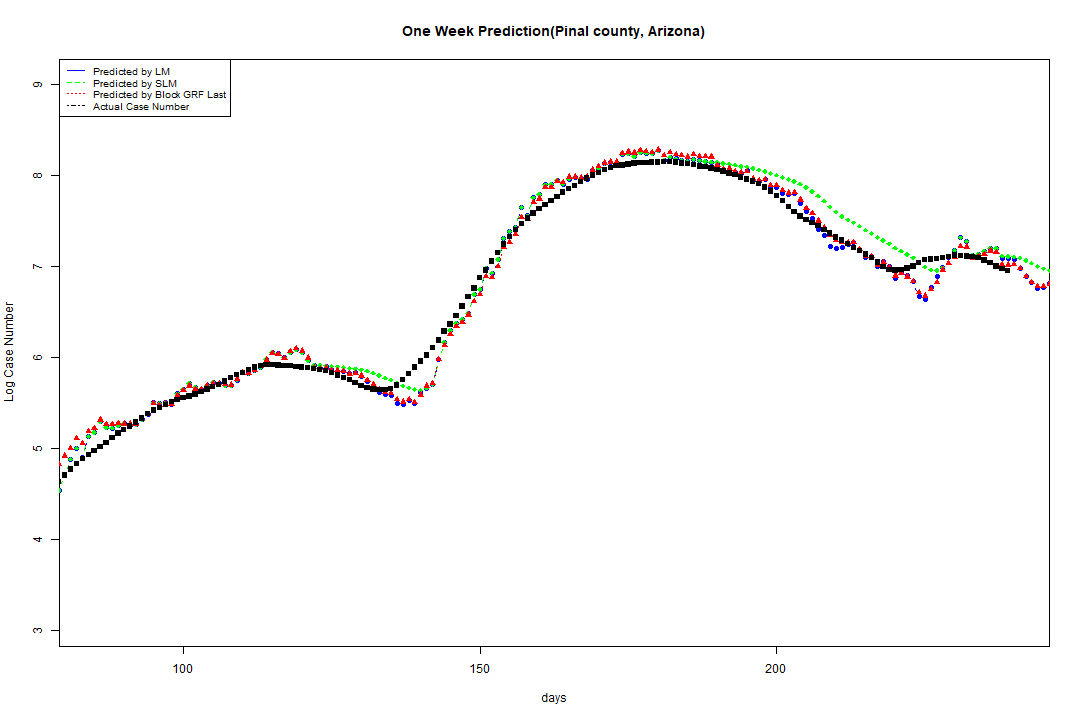 One Week Prediction(Pinal county, Arizona)
Predicted by LM
Predicted by SLM
Predicted by Block GRF Last
Actual Case Number
9
8
7
6
5
4
3
Log Case Number
100 150 200
days